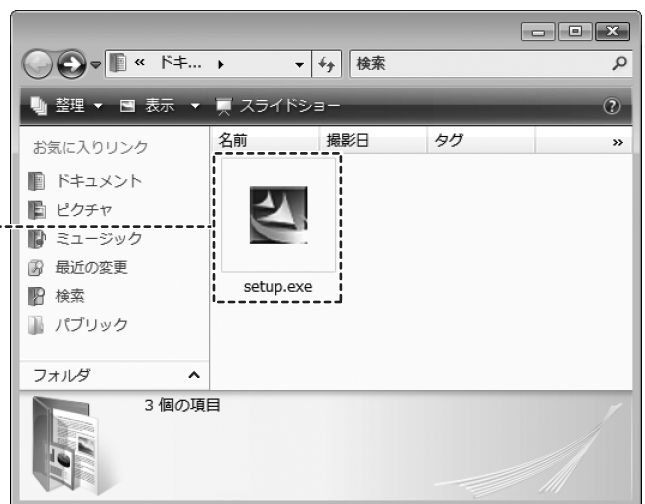 « ドキ...
検索
整理 表示 スライドショー
お気に入りリンク
名前 撮影日 タグ »
ドキュメント
ピクチャ
ミュージック
最近の変更
検索
パブリック
setup.exe
フォルダ
3 個の項目